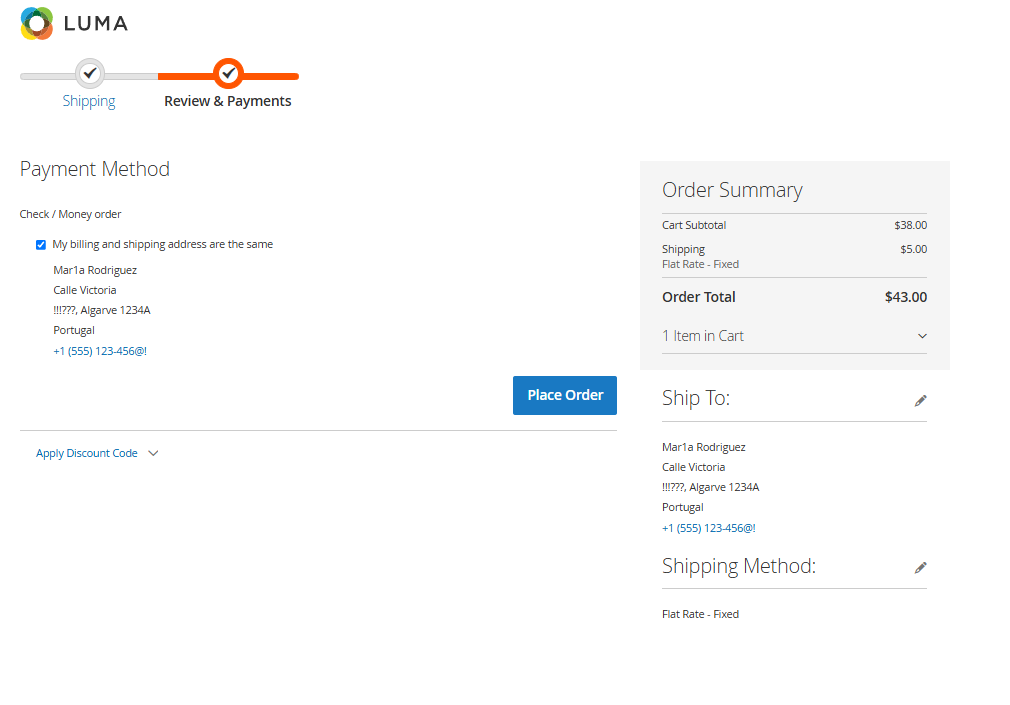 LUMA
Shipping
Review & Payments
Payment Method
Check / Money order
My billing and shipping address are the same
Mar1a Rodriguez
Calle Victoria
!!!???, Algarve 1234A
Portugal
+1 (555) 123-456@!
Place Order
Apply Discount Code
Order Summary
Cart Subtotal $38.00
Shipping $5.00
Flat Rate - Fixed
Order Total $43.00
1 Item in Cart
Ship To:
Mar1a Rodriguez
Calle Victoria
!!!???, Algarve 1234A
Portugal
+1 (555) 123-456@!
Shipping Method:
Flat Rate - Fixed